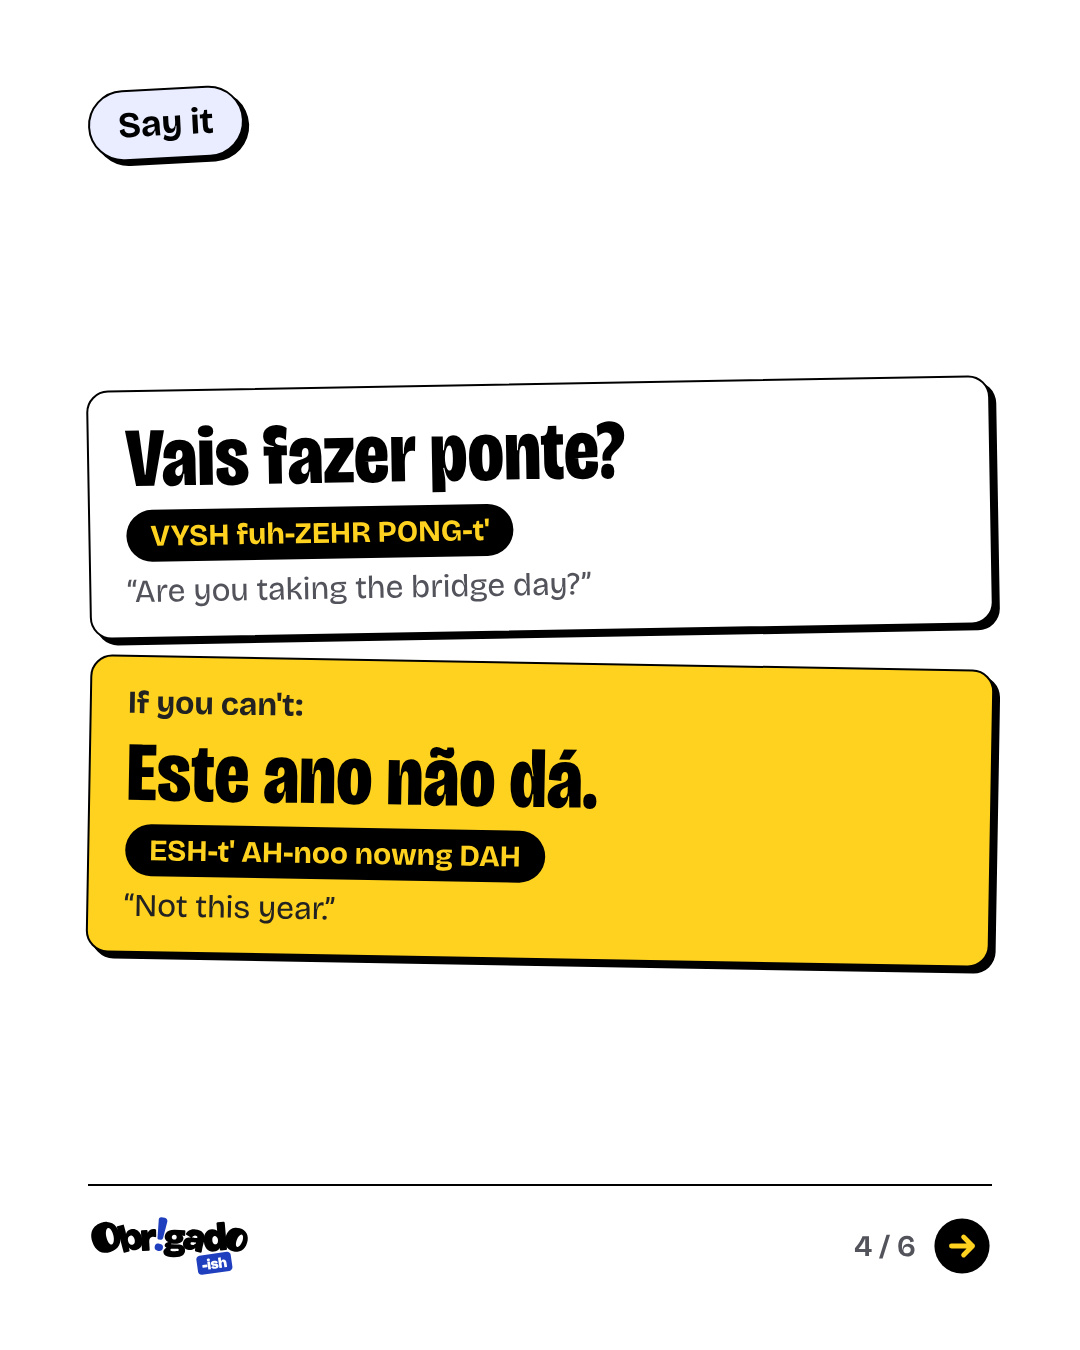 Say it
Vais fazer ponte?
VYSH fuh-ZEHR PONG-t'
“Are you taking the bridge day?”
If you can't:
Este ano não dá.
ESH-t' AH-noo nowng DAH
“Not this year.”
Obr!gado
-ish
4 / 6